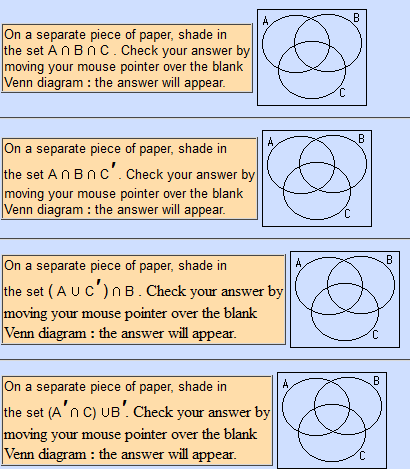 On a separate piece of paper, shade in
the set A ∩ B ∩ C . Check your answer by
moving your mouse pointer over the blank
Venn diagram : the answer will appear.
A
B
C
On a separate piece of paper, shade in
the set A ∩ B ∩ C ′ . Check your answer by
moving your mouse pointer over the blank
Venn diagram : the answer will appear.
A
B
C
On a separate piece of paper, shade in
the set ( A ∪ C ′ ) ∩ B . Check your answer by
moving your mouse pointer over the blank
Venn diagram : the answer will appear.
A
B
C
On a separate piece of paper, shade in
the set (A ′ ∩ C) ∪B ′ . Check your answer by
moving your mouse pointer over the blank
Venn diagram : the answer will appear.
A
B
C